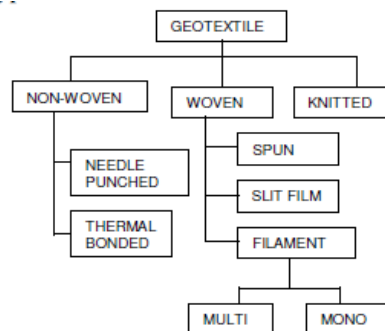 GEOTEXTILE
NON-WOVEN
WOVEN
KNITTED
NEEDLE
PUNCHED
THERMAL
BONDED
SPUN
SLIT FILM
FILAMENT
MULTI
MONO